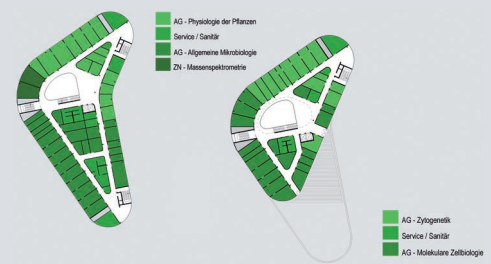 AG - Physiologie der Pflanzen
Service / Sanitär
AG - Allgemeine Mikrobiologie
ZN - Massenspektrometrie
AG - Zytogenetik
Service / Sanitär
AG - Molekulare Zellbiologie